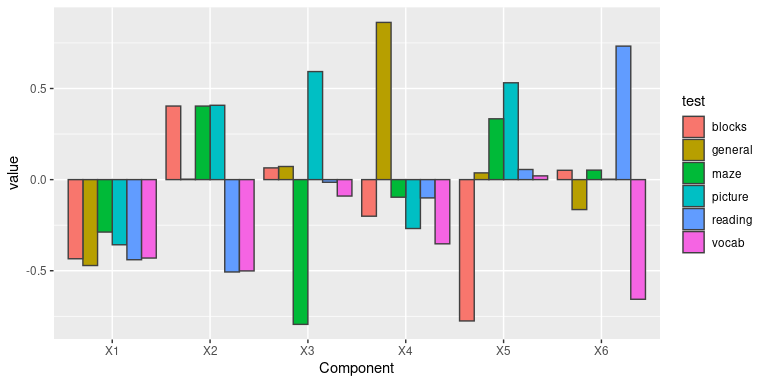 value
0.5
0.0
-0.5
X1 X2 X3 X4 X5 X6
Component
test
blocks
general
maze
picture
reading
vocab